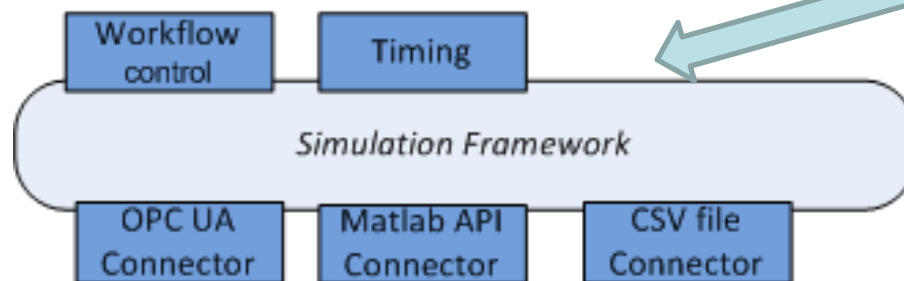 Workflow
control
Timing
Simulation Framework
OPC UA
Connector
Matlab API
Connector
CSV file
Connector